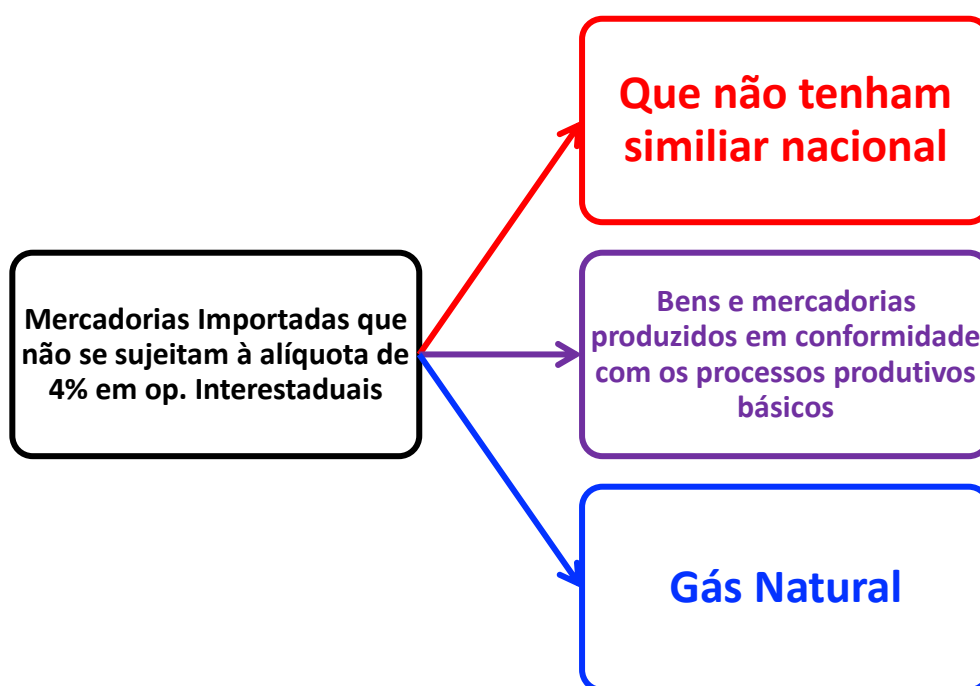 Que não tenham
similiar nacional
Mercadorias Importadas que
não se sujeitam à alíquota de
4% em op. Interestaduais
Bens e mercadorias
produzidos em conformidade
com os processos produtivos
básicos
Gás Natural